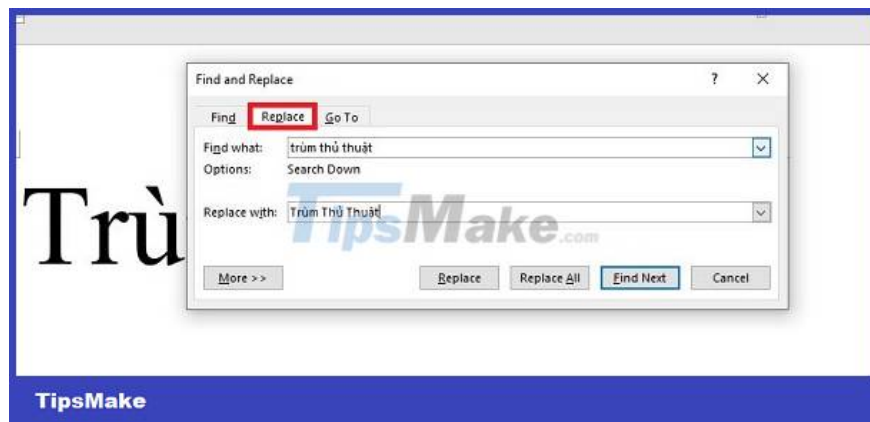 Find and Replace ? X
Find Replace Go To
Find what: trùm thủ thuật
Options: Search Down
Replace with: Trùm Thủ Thuật
TipsMake.com
Trù
More >> Replace Replace All Find Next Cancel
TipsMake